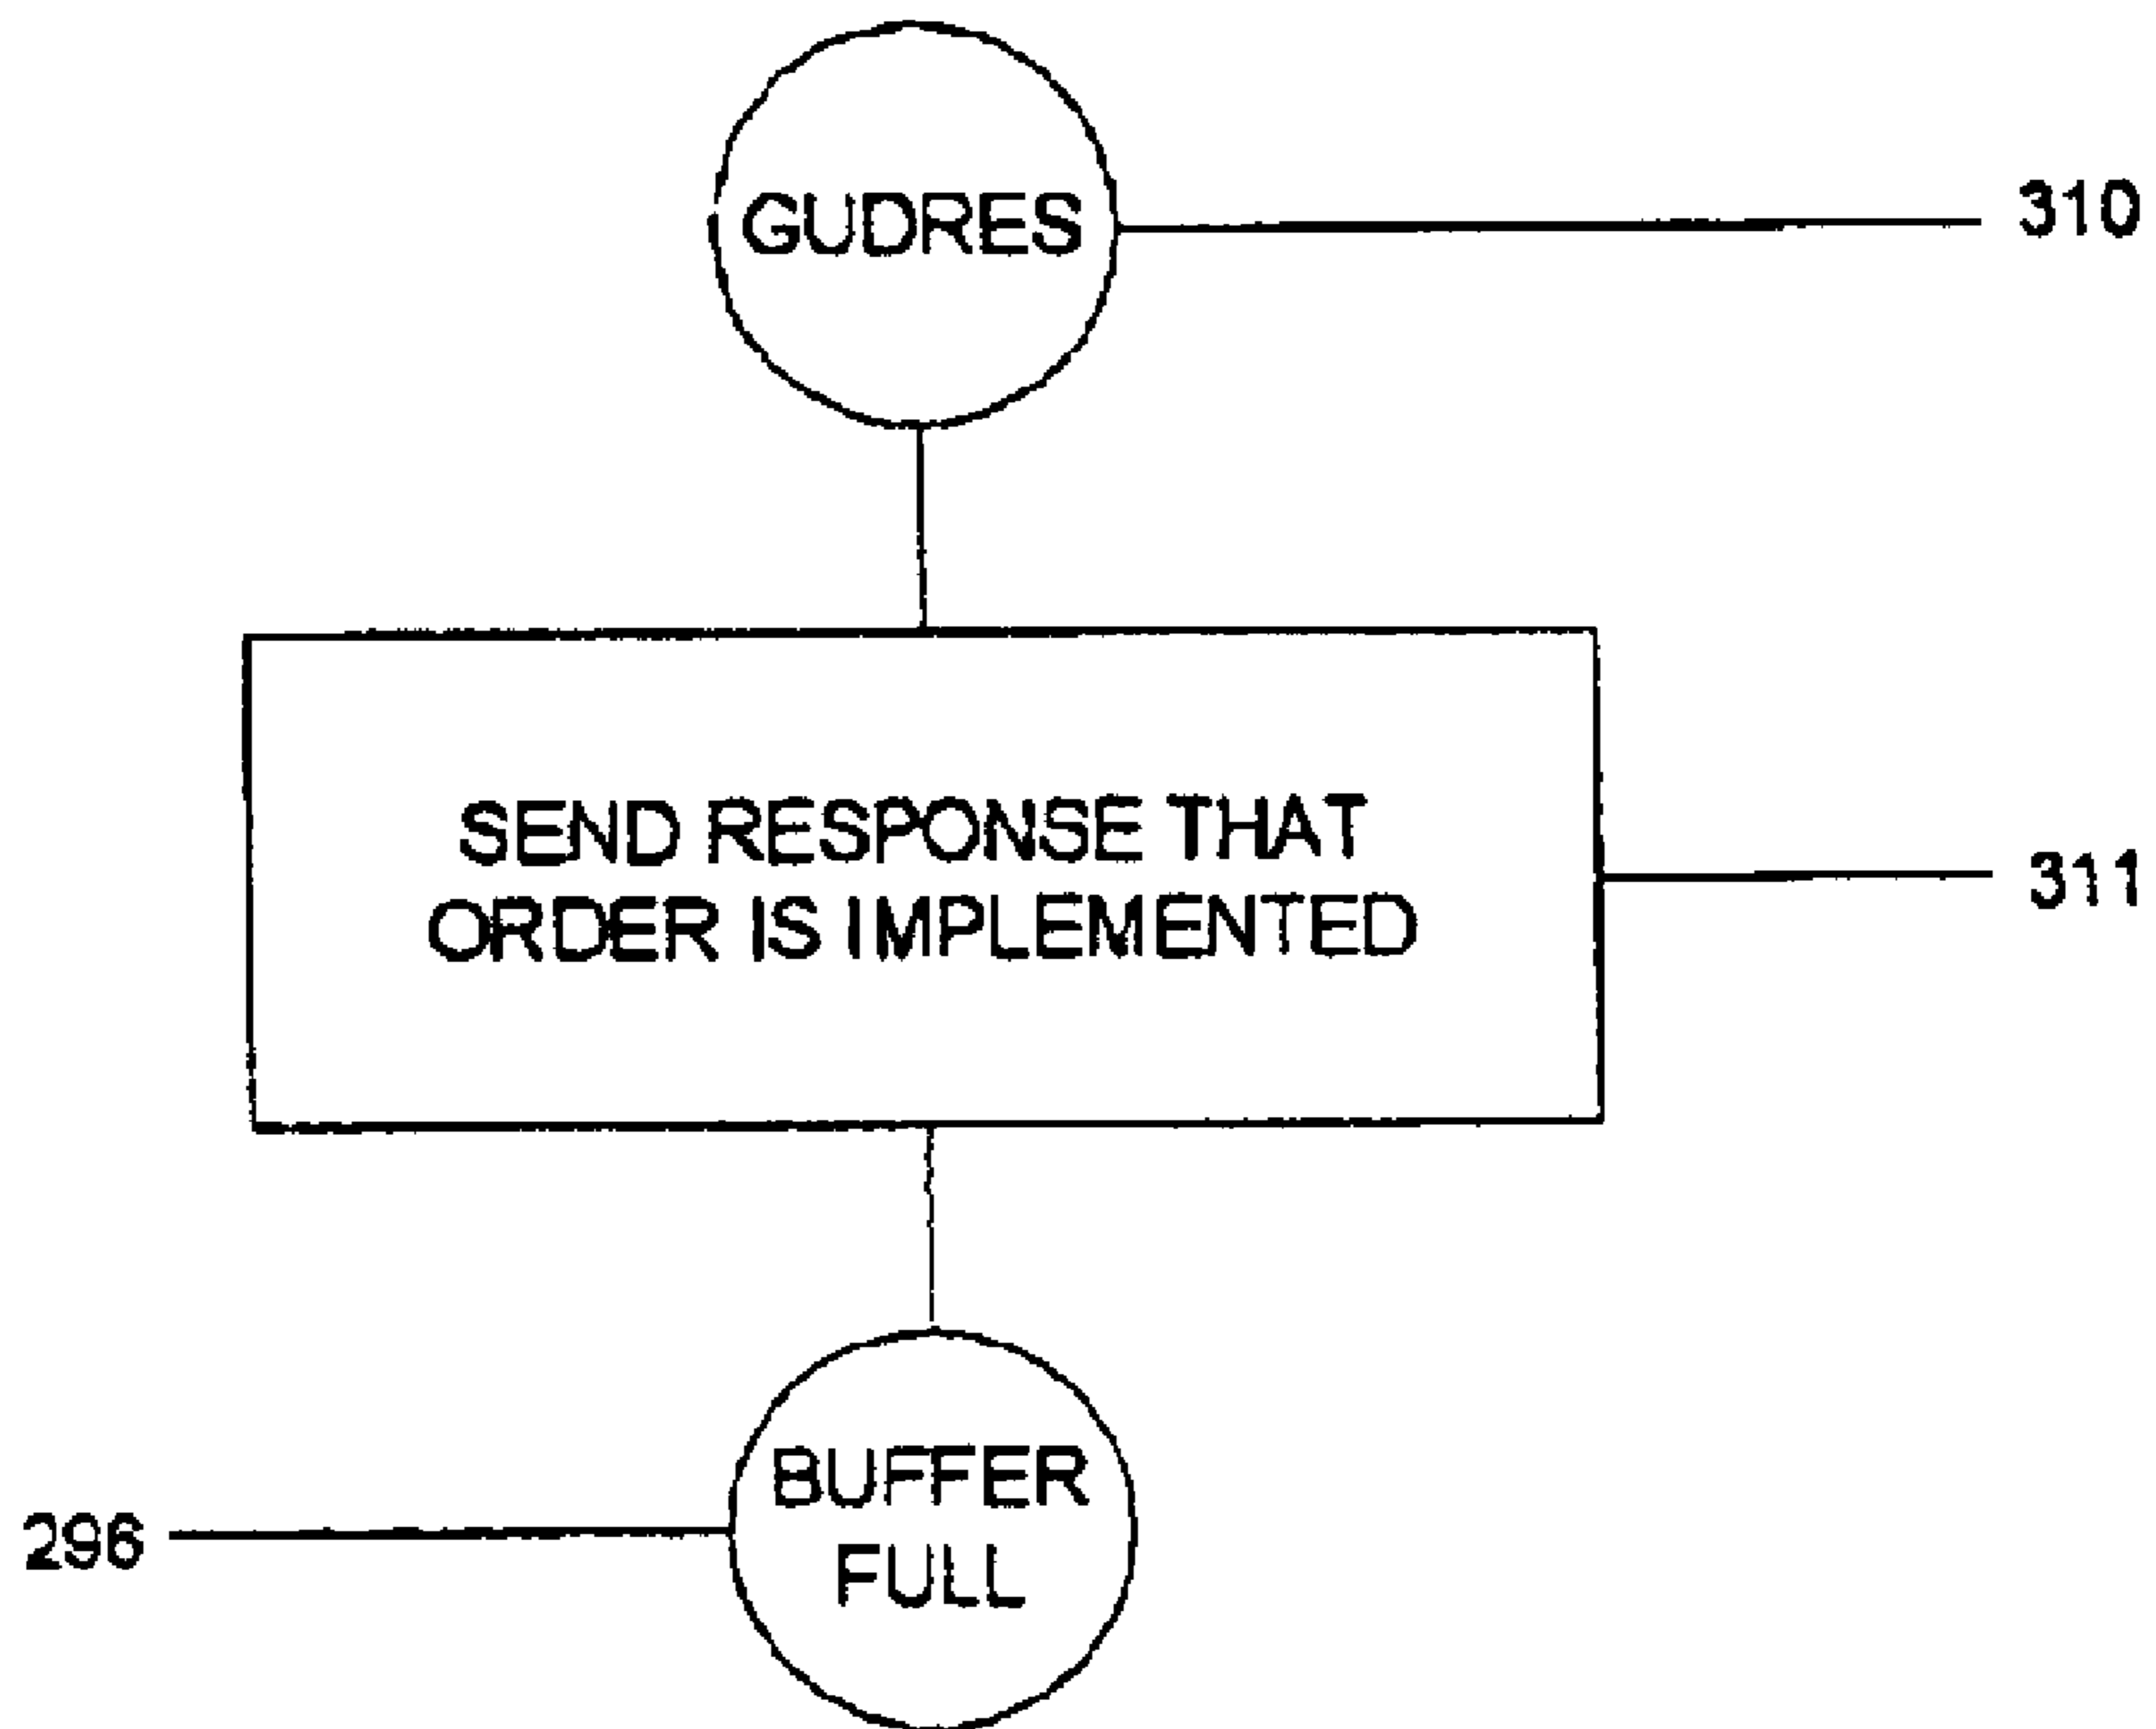 GUDRES
310
SEND RESPONSE THAT
ORDER IS IMPLEMENTED
311
BUFFER
FULL
296